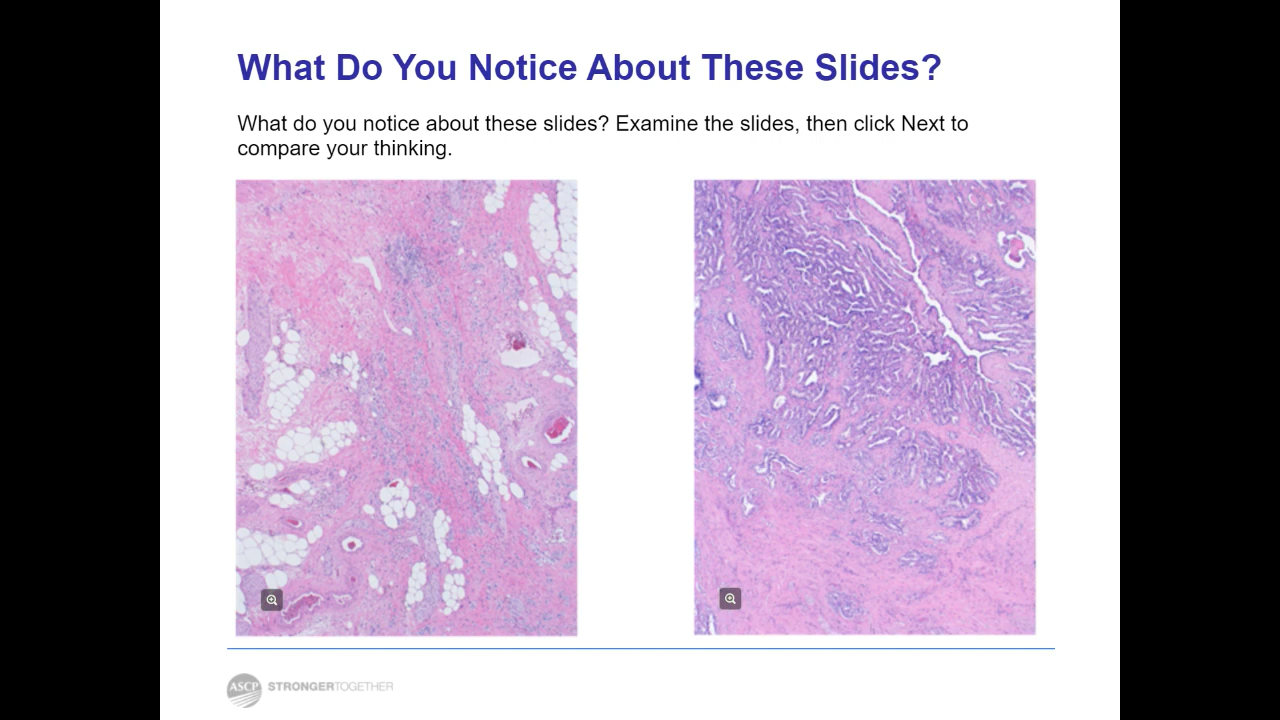 What Do You Notice About These Slides?
What do you notice about these slides? Examine the slides, then click Next to
compare your thinking.
ASCP STRONGERTOGETHER